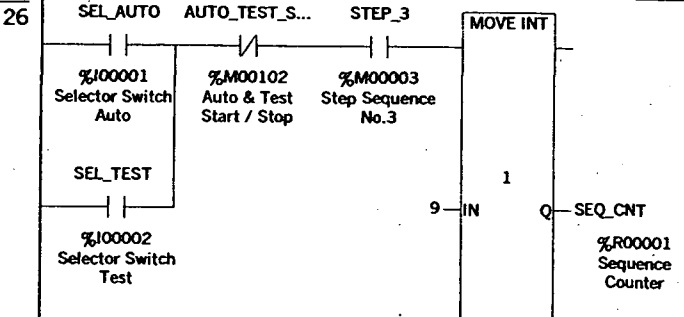 26
SEL_AUTO AUTO_TEST_S... STEP_3
MOVE INT
%I00001 %M00102 %M00003
Selector Switch Auto & Test Step Sequence
Auto Start / Stop No.3
SEL_TEST
1
9 IN Q SEQ_CNT
%I00002 %R00001
Selector Switch Sequence
Test Counter